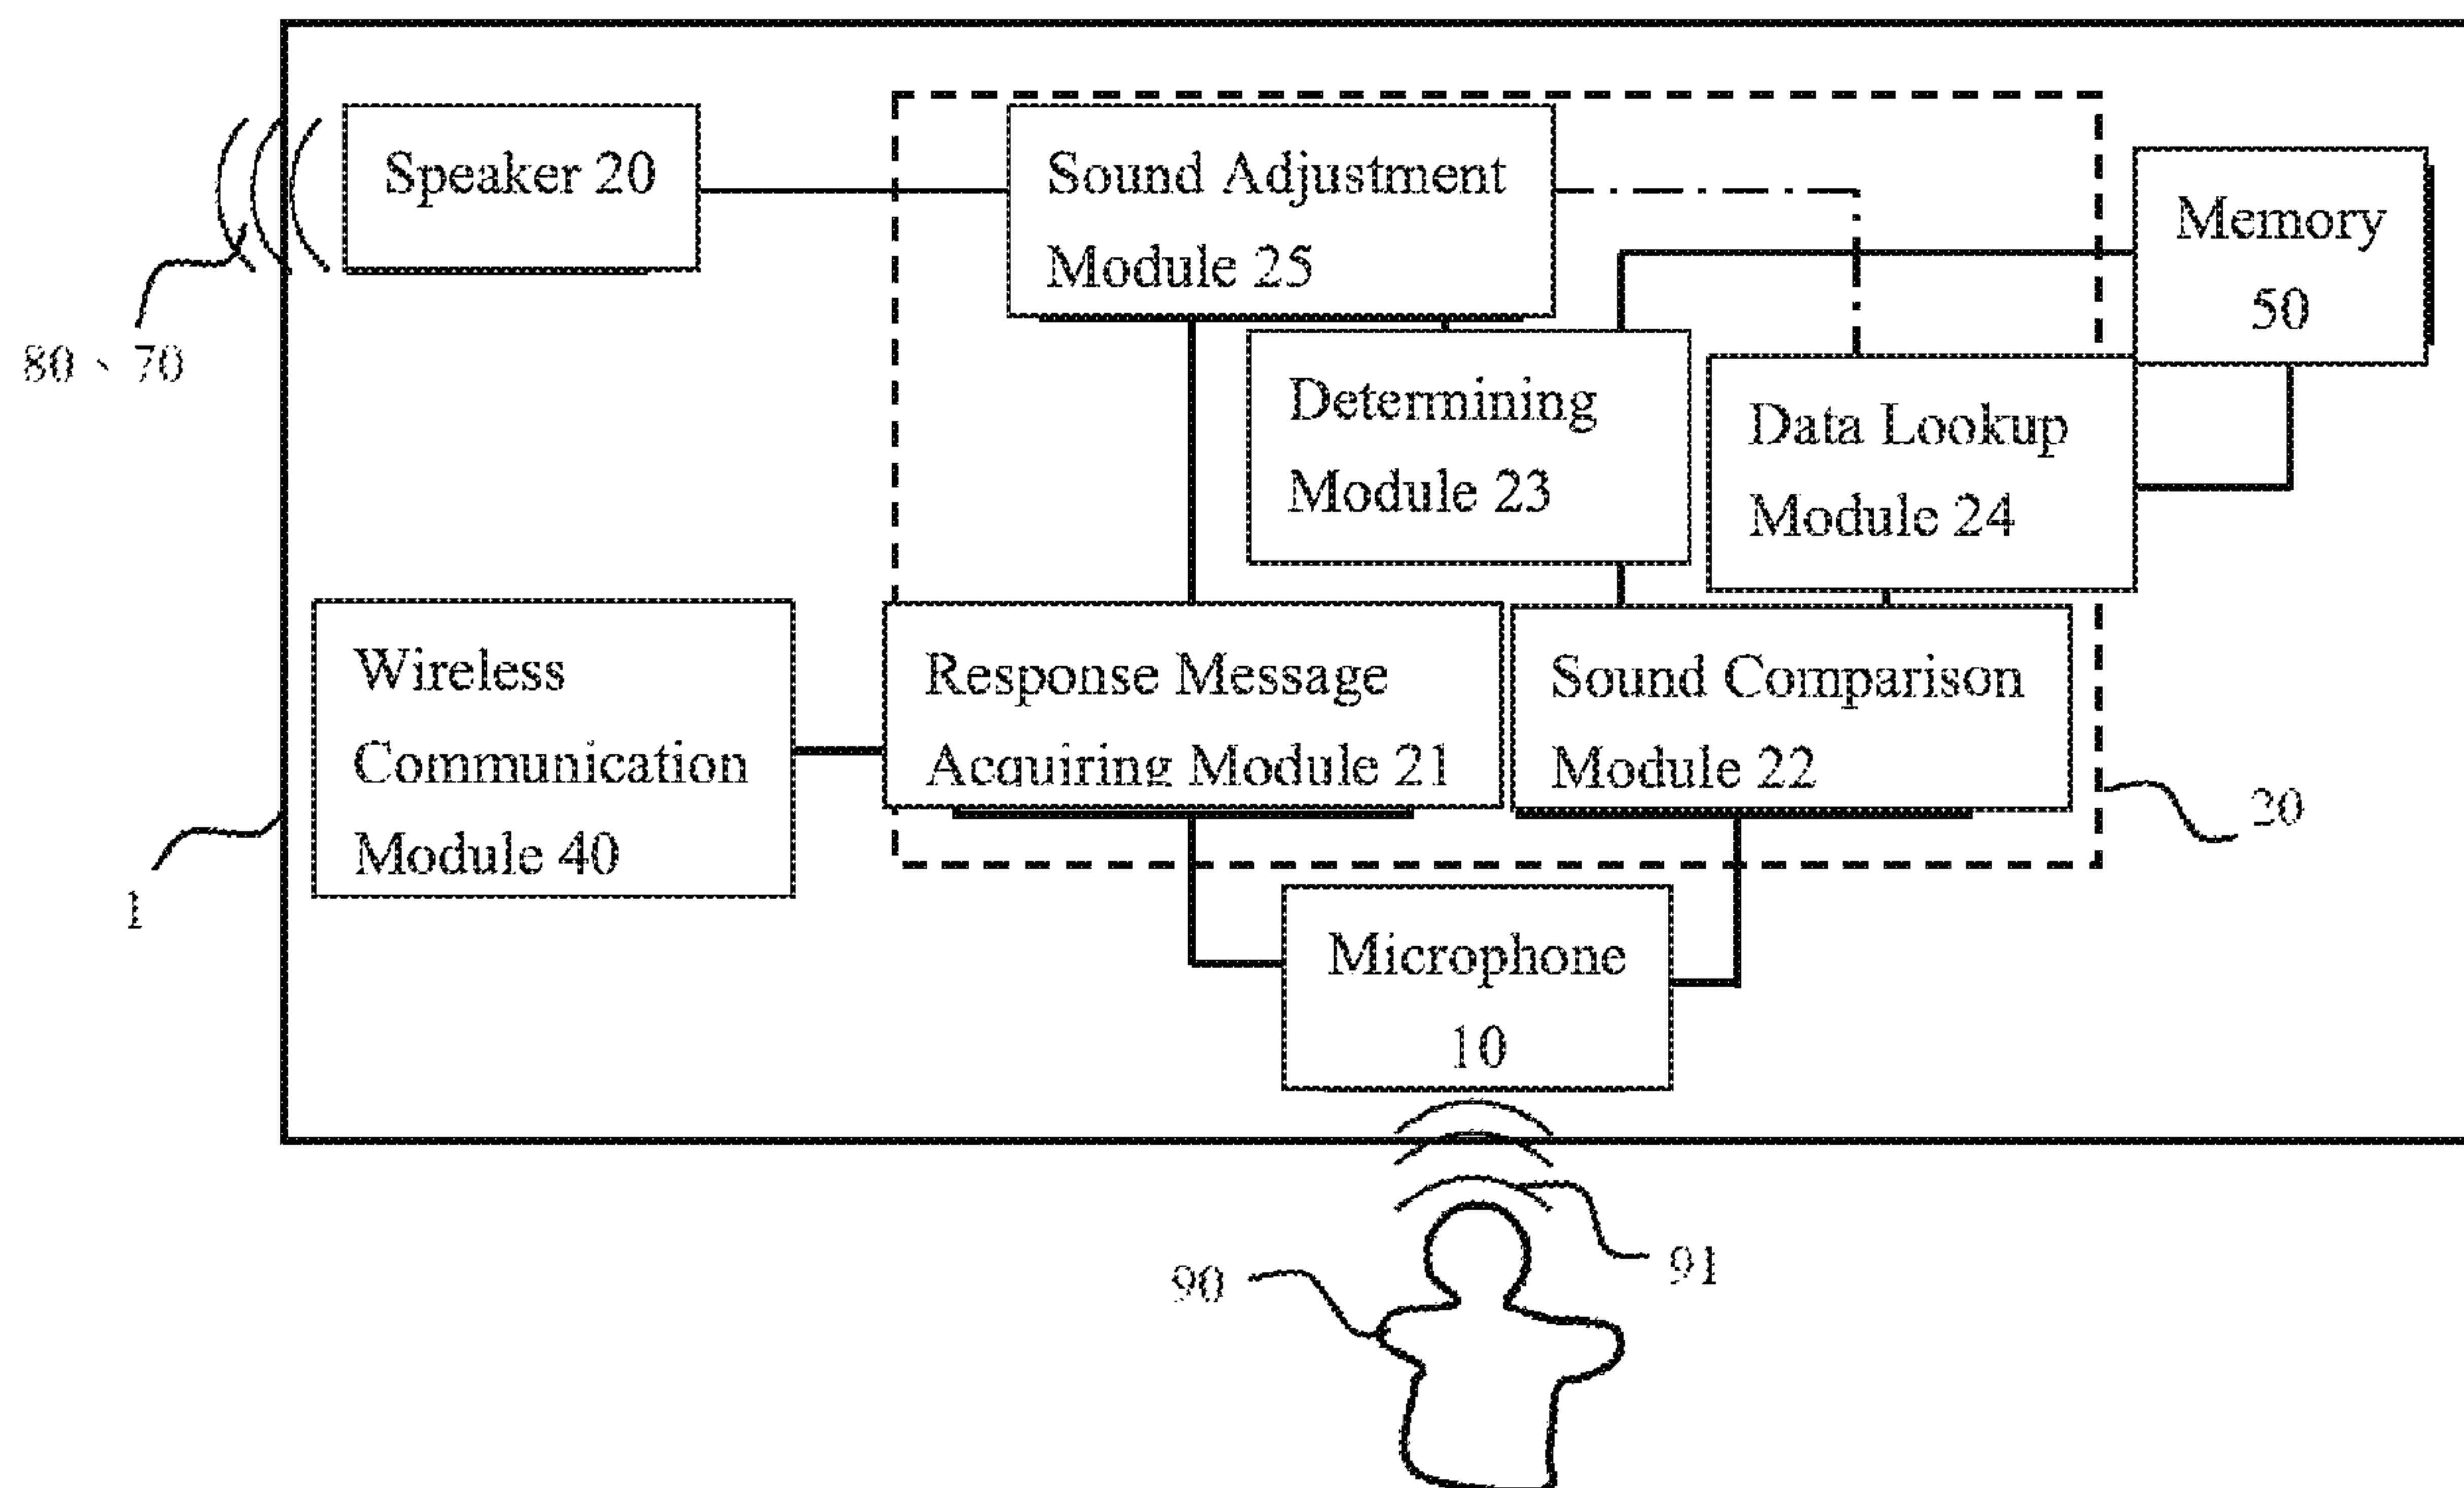 Speaker 20
Sound Adjustment
Module 25
Memory
50
80、70
Determining
Module 23
Data Lookup
Module 24
Wireless
Communication
Module 40
Response Message
Acquiring Module 21
Sound Comparison
Module 22
20
1
Microphone
10
91
90